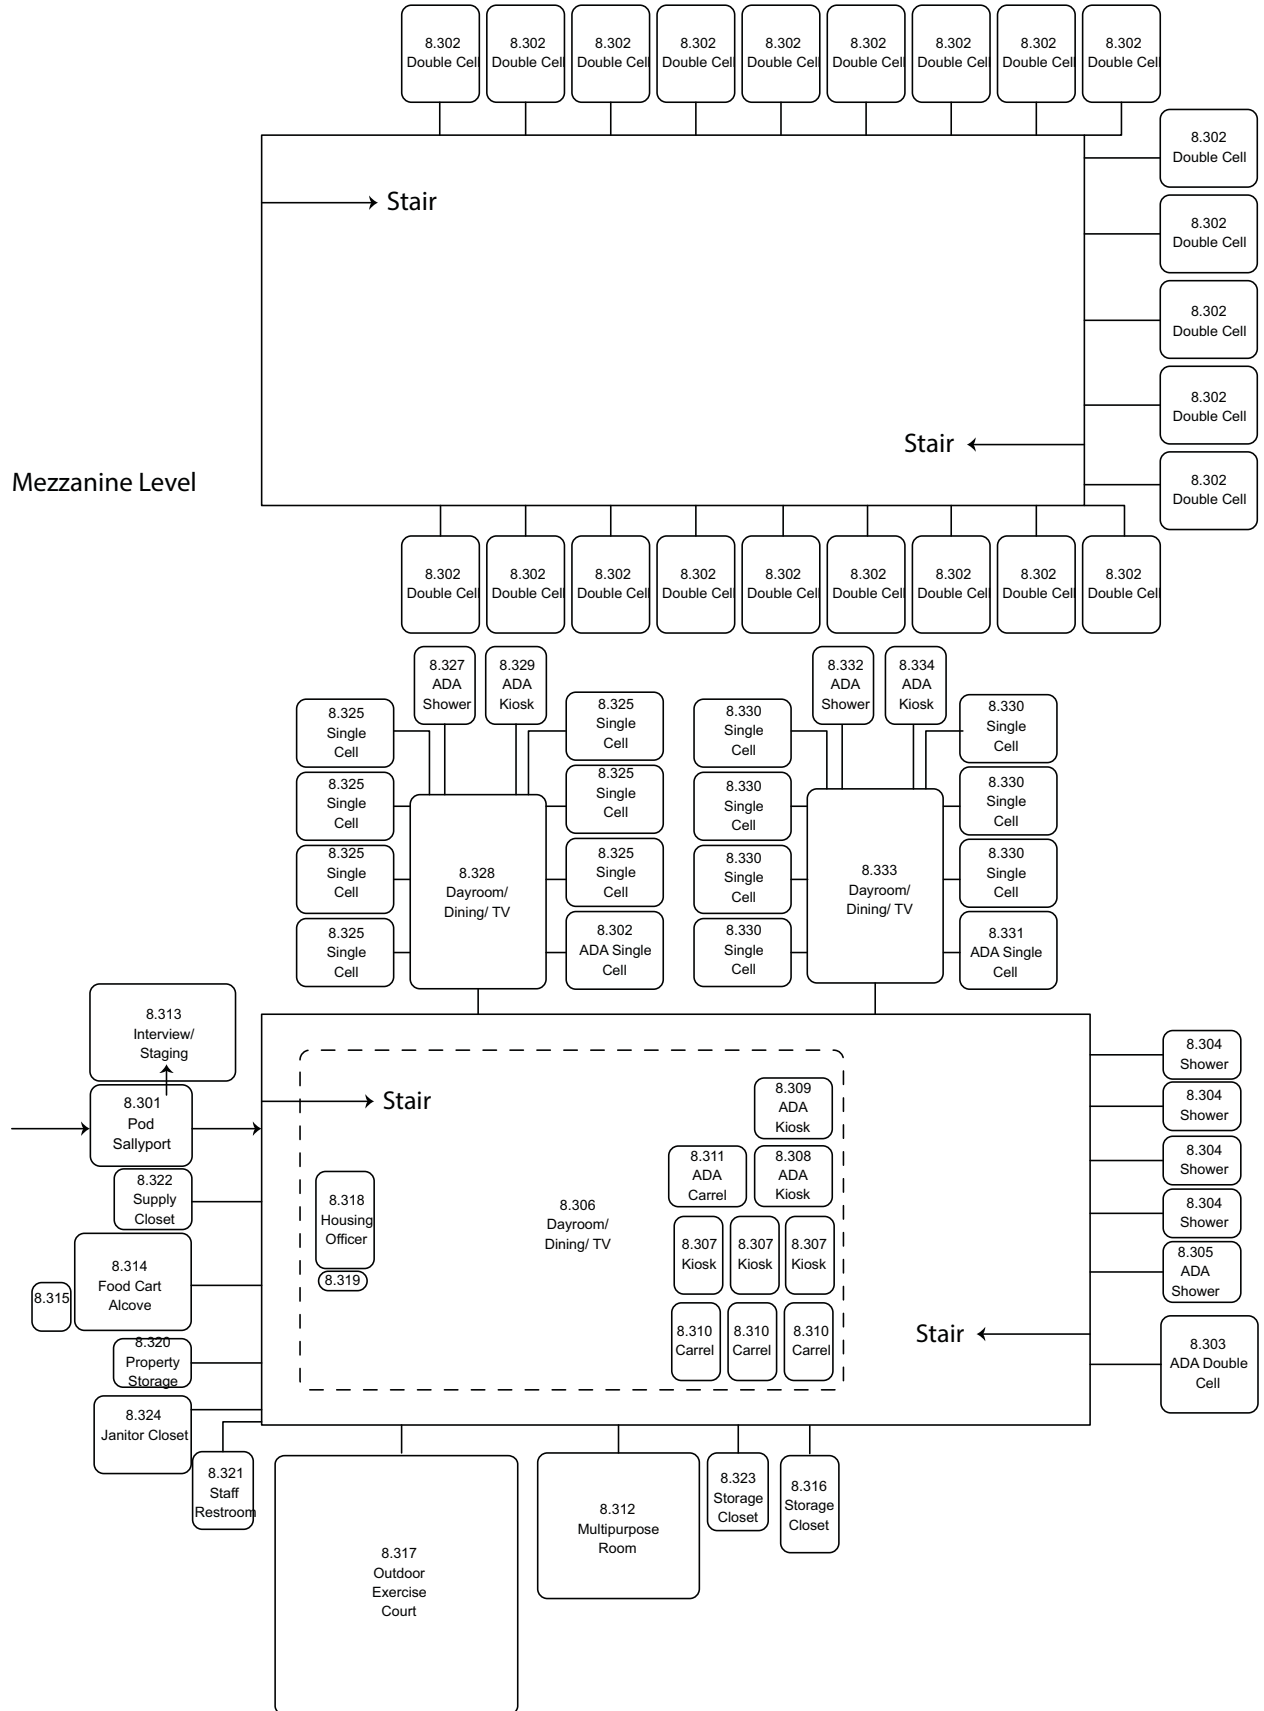 8.302
Double Cell
8.302
Double Cell
8.302
Double Cell
8.302
Double Cell
8.302
Double Cell
8.302
Double Cell
8.302
Double Cell
8.302
Double Cell
8.302
Double Cell
8.302
Double Cell
8.302
Double Cell
8.302
Double Cell
8.302
Double Cell
8.302
Double Cell
Stair
Stair
Mezzanine Level
8.302
Double Cell
8.302
Double Cell
8.302
Double Cell
8.302
Double Cell
8.302
Double Cell
8.302
Double Cell
8.302
Double Cell
8.302
Double Cell
8.302
Double Cell
8.327
ADA
Shower
8.329
ADA
Kiosk
8.325
Single
Cell
8.325
Single
Cell
8.325
Single
Cell
8.325
Single
Cell
8.325
Single
Cell
8.325
Single
Cell
8.325
Single
Cell
8.302
ADA Single
Cell
8.328
Dayroom/
Dining/ TV
8.332
ADA
Shower
8.334
ADA
Kiosk
8.330
Single
Cell
8.330
Single
Cell
8.330
Single
Cell
8.330
Single
Cell
8.330
Single
Cell
8.330
Single
Cell
8.330
Single
Cell
8.331
ADA Single
Cell
8.333
Dayroom/
Dining/ TV
8.313
Interview/
Staging
8.301
Pod
Sallyport
8.322
Supply
Closet
8.314
Food Cart
Alcove
8.315
8.320
Property
Storage
8.324
Janitor Closet
8.321
Staff
Restroom
Stair
8.318
Housing
Officer
8.319
8.306
Dayroom/
Dining/ TV
8.309
ADA
Kiosk
8.311
ADA
Carrel
8.308
ADA
Kiosk
8.307
Kiosk
8.307
Kiosk
8.307
Kiosk
8.310
Carrel
8.310
Carrel
8.310
Carrel
Stair
8.304
Shower
8.304
Shower
8.304
Shower
8.304
Shower
8.305
ADA
Shower
8.303
ADA Double
Cell
8.317
Outdoor
Exercise
Court
8.312
Multipurpose
Room
8.323
Storage
Closet
8.316
Storage
Closet